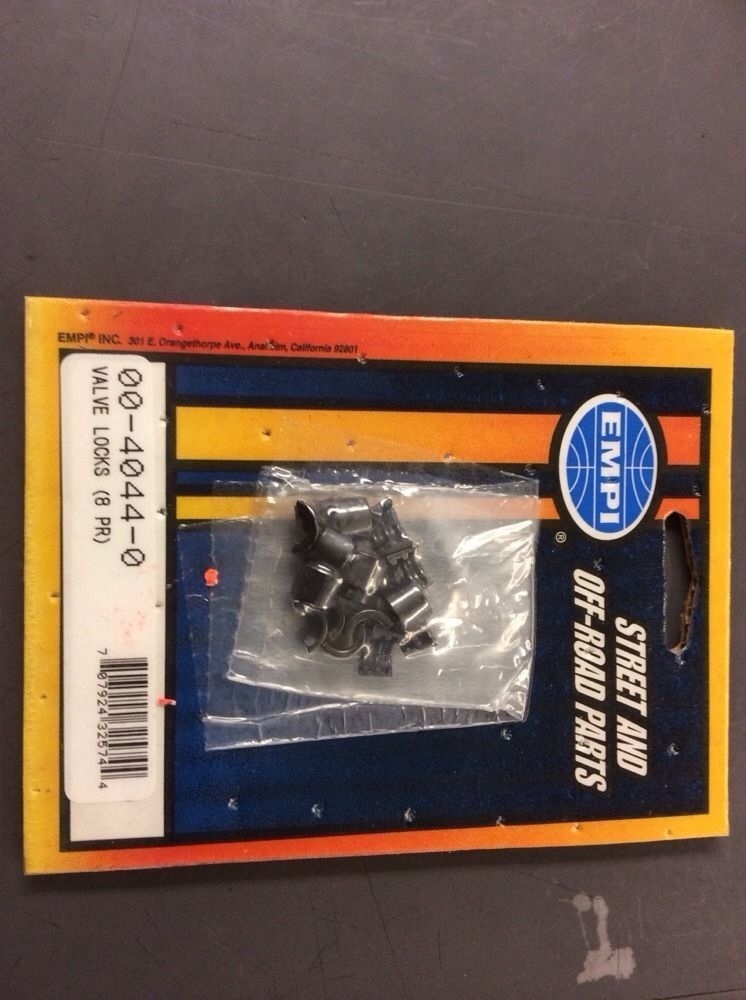 EMPI
®
STREET AND
OFF-ROAD PARTS
00-4044-0
VALVE LOCKS (8 PR)
7 07924 32574 4
EMPI® INC. 301 E. Orangethorpe Ave., Anaheim, California 92801